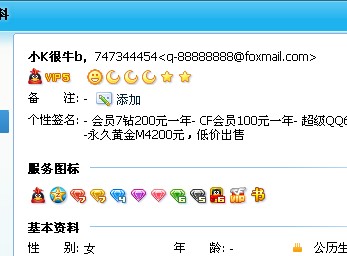 料
小K很牛b，747344454<q-88888888@foxmail.com>
VIP5
备 注: - 添加
个性签名: - 会员7钻200元一年- CF会员100元一年- 超级QQ6
-永久黄金M4200元，低价出售
服务图标
VIP 书
基本资料
性 别: 女 年 龄: - 公历生